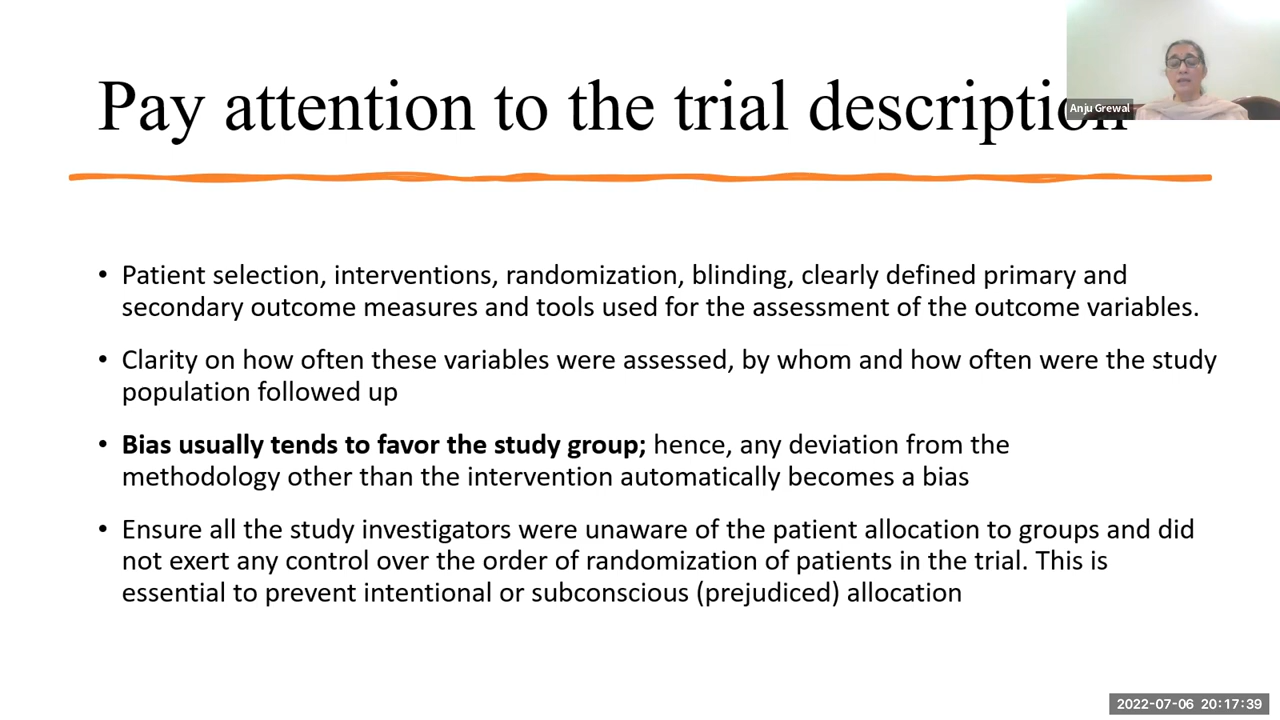 Pay attention to the trial description
Anju Grewal
• Patient selection, interventions, randomization, blinding, clearly defined primary and
secondary outcome measures and tools used for the assessment of the outcome variables.
• Clarity on how often these variables were assessed, by whom and how often were the study
population followed up
• Bias usually tends to favor the study group; hence, any deviation from the
methodology other than the intervention automatically becomes a bias
• Ensure all the study investigators were unaware of the patient allocation to groups and did
not exert any control over the order of randomization of patients in the trial. This is
essential to prevent intentional or subconscious (prejudiced) allocation
2022-07-06 20:17:39